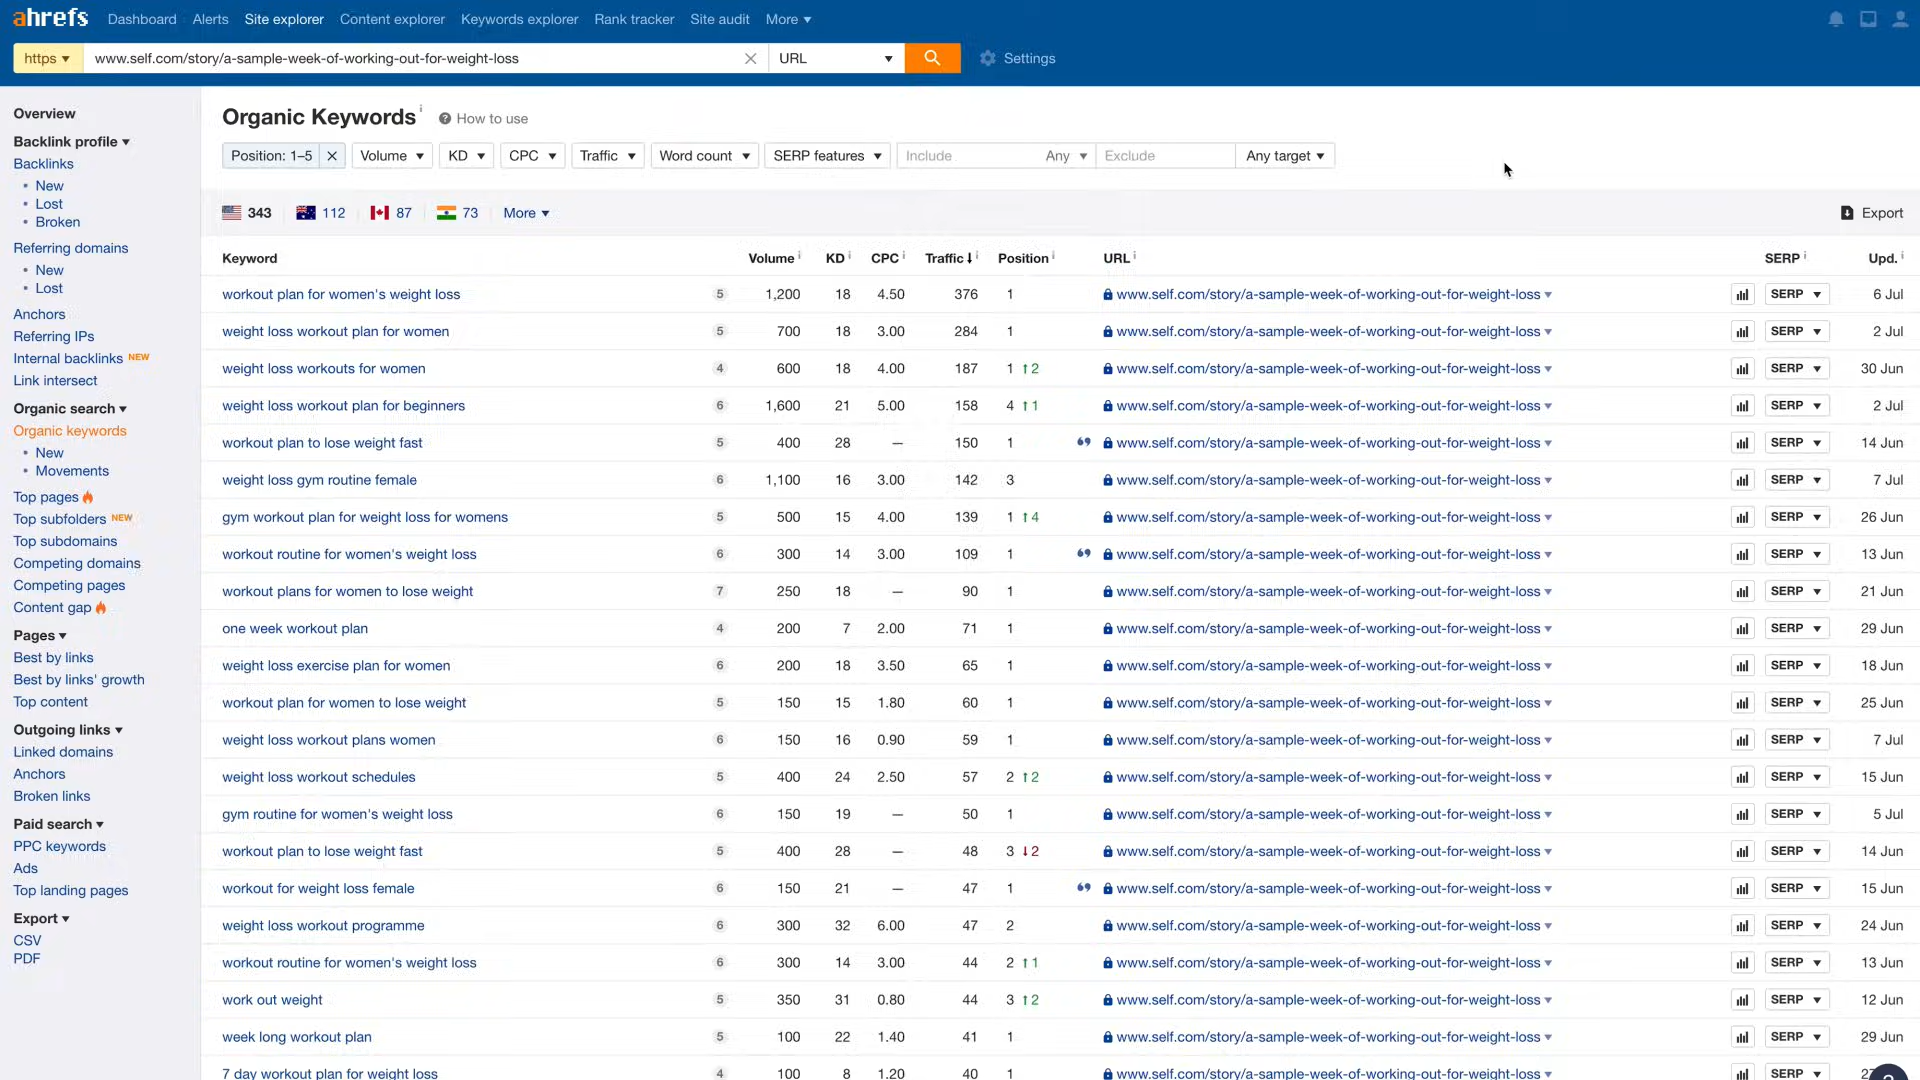 ahrefs Dashboard Alerts Site explorer Content explorer Keywords explorer Rank tracker Site audit More
https www.self.com/story/a-sample-week-of-working-out-for-weight-loss URL Settings
Overview
Backlink profile
Backlinks
New
Lost
Broken
Referring domains
New
Lost
Anchors
Referring IPs
Internal backlinks NEW
Link intersect
Organic search
Organic keywords
New
Movements
Top pages
Top subfolders NEW
Top subdomains
Competing domains
Competing pages
Content gap
Pages
Best by links
Best by links' growth
Top content
Outgoing links
Linked domains
Anchors
Broken links
Paid search
PPC keywords
Ads
Top landing pages
Export
CSV
PDF
Organic Keywords i ? How to use
Position: 1–5 Volume KD CPC Traffic Word count SERP features Include Any Exclude Any target
343 112 87 73 More Export
Keyword Volume i KD i CPC i Traffic i Position i URL i SERP i Upd. i
workout plan for women's weight loss 5 1,200 18 4.50 376 1 www.self.com/story/a-sample-week-of-working-out-for-weight-loss SERP 6 Jul
weight loss workout plan for women 5 700 18 3.00 284 1 www.self.com/story/a-sample-week-of-working-out-for-weight-loss SERP 2 Jul
weight loss workouts for women 4 600 18 4.00 187 1 ↑2 www.self.com/story/a-sample-week-of-working-out-for-weight-loss SERP 30 Jun
weight loss workout plan for beginners 6 1,600 21 5.00 158 4 ↑1 www.self.com/story/a-sample-week-of-working-out-for-weight-loss SERP 2 Jul
workout plan to lose weight fast 5 400 28 — 150 1 www.self.com/story/a-sample-week-of-working-out-for-weight-loss SERP 14 Jun
weight loss gym routine female 6 1,100 16 3.00 142 3 www.self.com/story/a-sample-week-of-working-out-for-weight-loss SERP 7 Jul
gym workout plan for weight loss for womens 5 500 15 4.00 139 1 ↑4 www.self.com/story/a-sample-week-of-working-out-for-weight-loss SERP 26 Jun
workout routine for women's weight loss 6 300 14 3.00 109 1 www.self.com/story/a-sample-week-of-working-out-for-weight-loss SERP 13 Jun
workout plans for women to lose weight 7 250 18 — 90 1 www.self.com/story/a-sample-week-of-working-out-for-weight-loss SERP 21 Jun
one week workout plan 4 200 7 2.00 71 1 www.self.com/story/a-sample-week-of-working-out-for-weight-loss SERP 29 Jun
weight loss exercise plan for women 6 200 18 3.50 65 1 www.self.com/story/a-sample-week-of-working-out-for-weight-loss SERP 18 Jun
workout plan for women to lose weight 5 150 15 1.80 60 1 www.self.com/story/a-sample-week-of-working-out-for-weight-loss SERP 25 Jun
weight loss workout plans women 6 150 16 0.90 59 1 www.self.com/story/a-sample-week-of-working-out-for-weight-loss SERP 7 Jul
weight loss workout schedules 5 400 24 2.50 57 2 ↑2 www.self.com/story/a-sample-week-of-working-out-for-weight-loss SERP 15 Jun
gym routine for women's weight loss 6 150 19 — 50 1 www.self.com/story/a-sample-week-of-working-out-for-weight-loss SERP 5 Jul
workout plan to lose weight fast 5 400 28 — 48 3 ↓2 www.self.com/story/a-sample-week-of-working-out-for-weight-loss SERP 14 Jun
workout for weight loss female 6 150 21 — 47 1 www.self.com/story/a-sample-week-of-working-out-for-weight-loss SERP 15 Jun
weight loss workout programme 6 300 32 6.00 47 2 www.self.com/story/a-sample-week-of-working-out-for-weight-loss SERP 24 Jun
workout routine for women's weight loss 6 300 14 3.00 44 2 ↑1 www.self.com/story/a-sample-week-of-working-out-for-weight-loss SERP 13 Jun
work out weight 5 350 31 0.80 44 3 ↑2 www.self.com/story/a-sample-week-of-working-out-for-weight-loss SERP 12 Jun
week long workout plan 5 100 22 1.40 41 1 www.self.com/story/a-sample-week-of-working-out-for-weight-loss SERP 29 Jun
7 day workout plan for weight loss 4 100 8 1.20 40 1 www.self.com/story/a-sample-week-of-working-out-for-weight-loss SERP